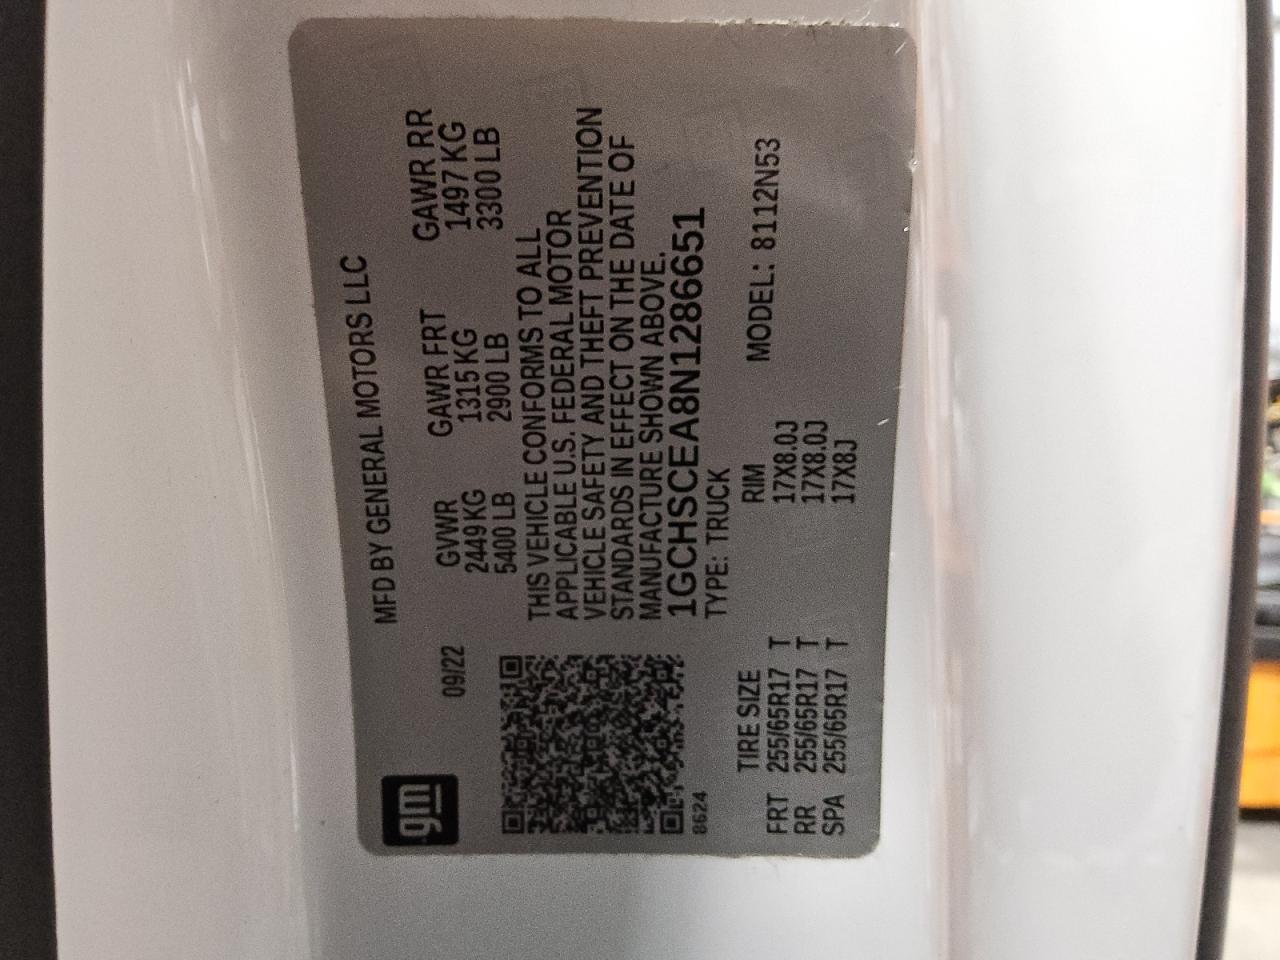 gm
MFD BY GENERAL MOTORS LLC
09/22
GVWR GAWR FRT GAWR RR
2449 KG 1315 KG 1497 KG
5400 LB 2900 LB 3300 LB
THIS VEHICLE CONFORMS TO ALL
APPLICABLE U.S. FEDERAL MOTOR
VEHICLE SAFETY AND THEFT PREVENTION
STANDARDS IN EFFECT ON THE DATE OF
MANUFACTURE SHOWN ABOVE.
1GCHSCEA8N1286651
8624
TYPE: TRUCK
TIRE SIZE RIM MODEL: 8112N53
FRT 255/65R17 T 17X8.0J
RR 255/65R17 T 17X8.0J
SPA 255/65R17 T 17X8J